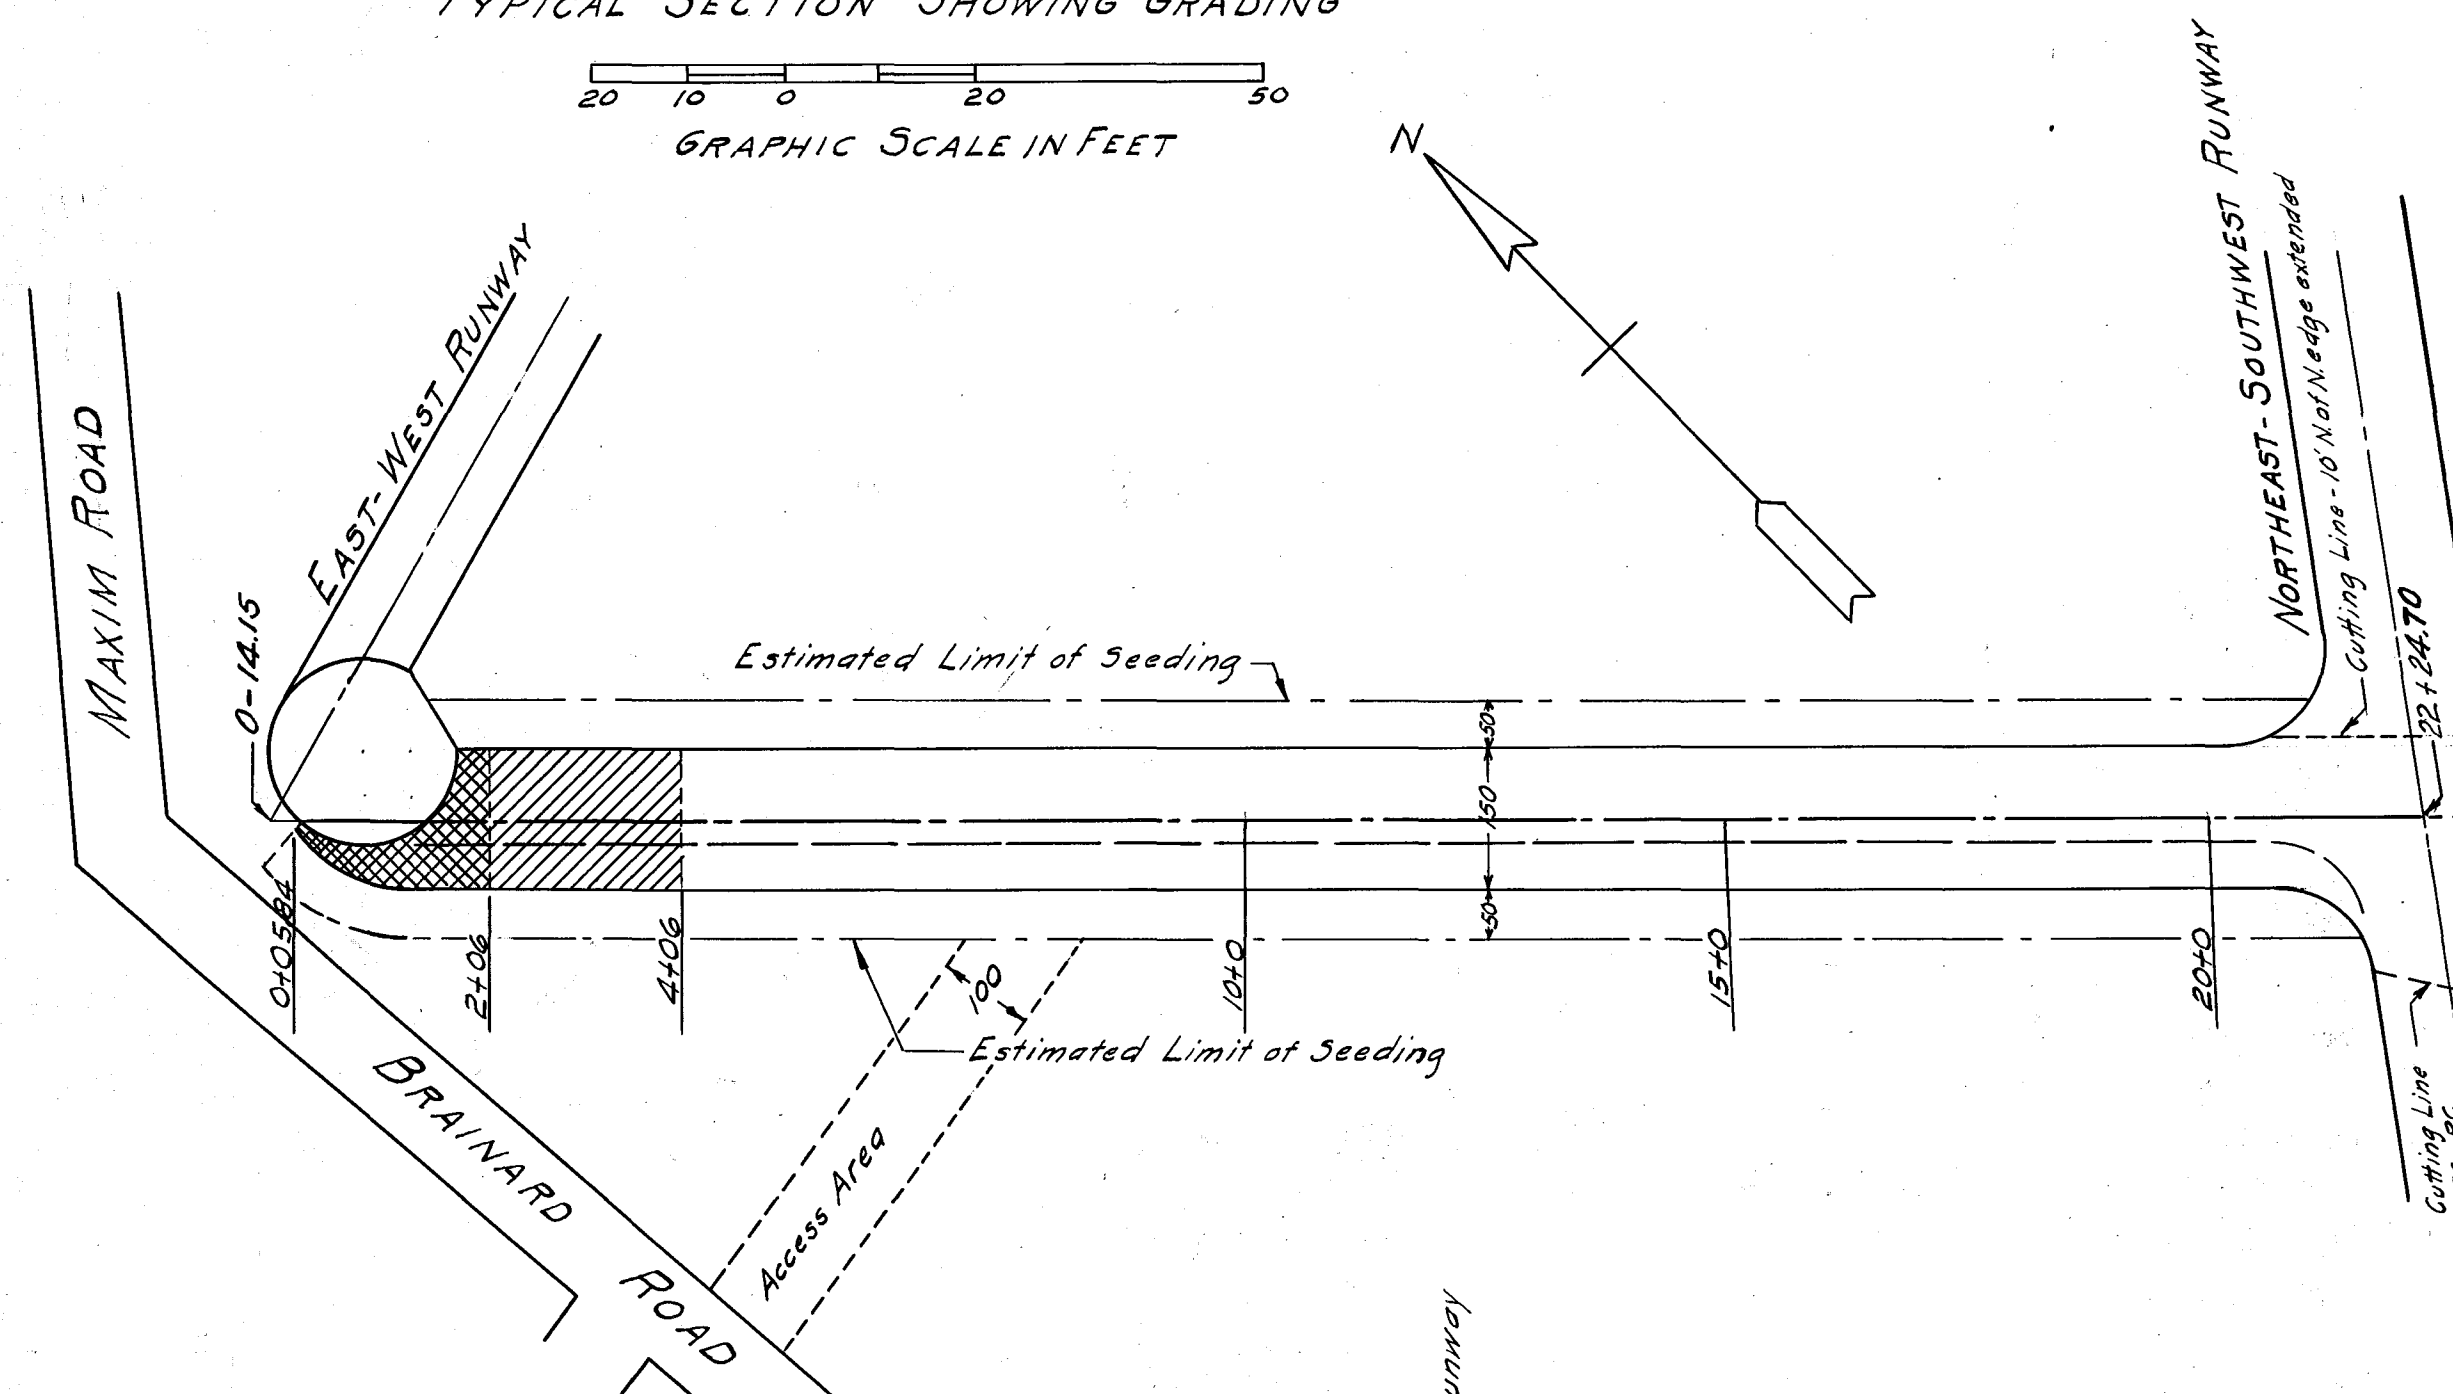 TYPICAL SECTION SHOWING GRADING
20 10 0 20 50
GRAPHIC SCALE IN FEET
N
NORTHEAST-SOUTHWEST RUNWAY
Cutting Line-10' N. of N. edge extended
EAST-WEST RUNWAY
MAXIM ROAD
0-14.15
22+24.70
Estimated Limit of Seeding
50
150
50
0+05.84
2+06
4+06
10+0
15+0
20+0
100
Estimated Limit of Seeding
Access Area
BRAINARD
ROAD
Cutting Line